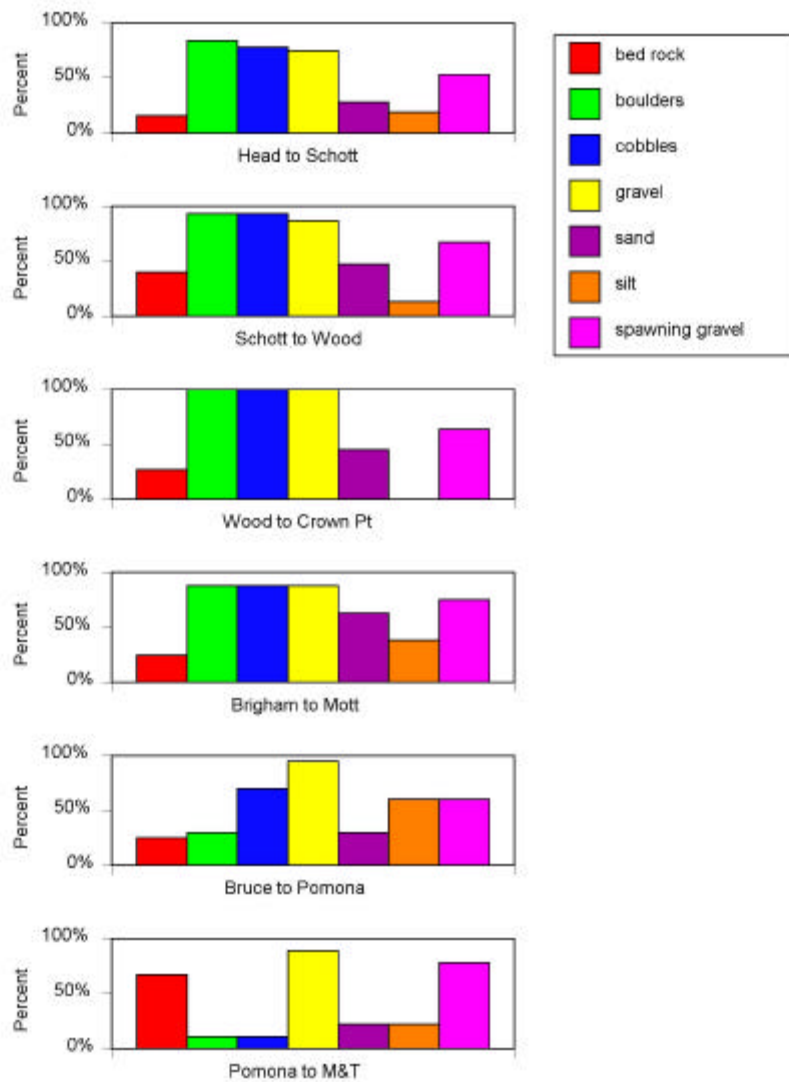 100%
50%
0%
Percent
Head to Schott
100%
50%
0%
Percent
Schott to Wood
100%
50%
0%
Percent
Wood to Crown Pt
100%
50%
0%
Percent
Brigham to Mott
100%
50%
0%
Percent
Bruce to Pomona
100%
50%
0%
Percent
Pomona to M&T
bed rock
boulders
cobbles
gravel
sand
silt
spawning gravel